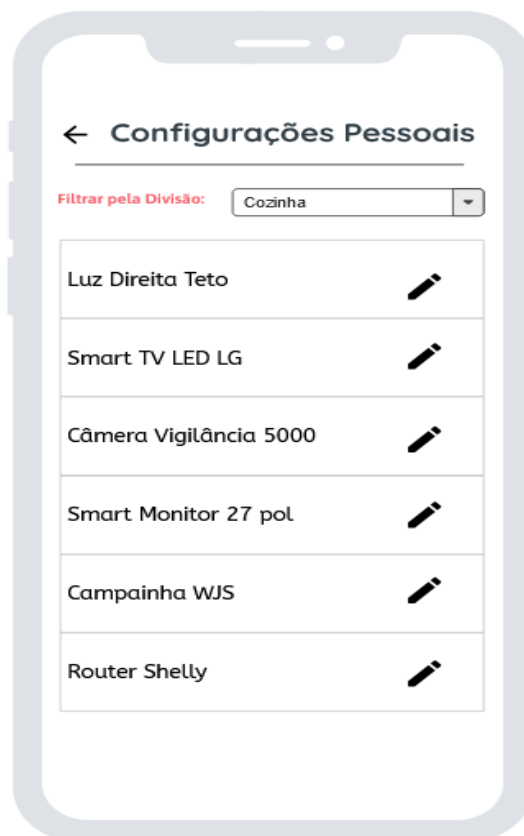 Configurações Pessoais
Filtrar pela Divisão: Cozinha
Luz Direita Teto
Smart TV LED LG
Câmera Vigilância 5000
Smart Monitor 27 pol
Campainha WJS
Router Shelly